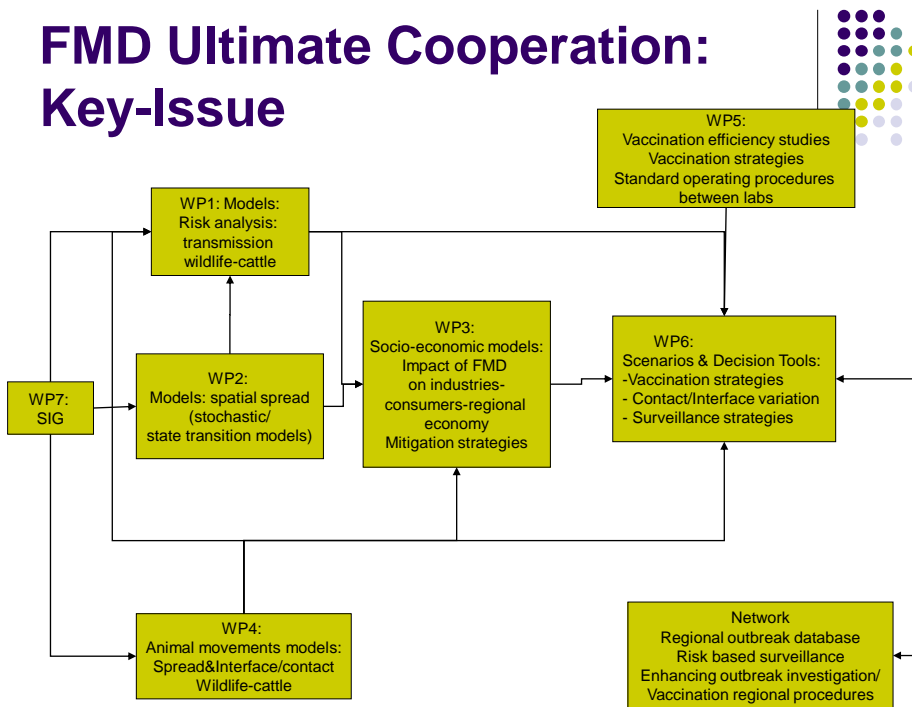 FMD Ultimate Cooperation:
Key-Issue
WP5:
Vaccination efficiency studies
Vaccination strategies
Standard operating procedures
between labs
WP1: Models:
Risk analysis:
transmission
wildlife-cattle
WP3:
Socio-economic models:
Impact of FMD
on industries-
consumers-regional
economy
Mitigation strategies
WP6:
Scenarios & Decision Tools:
-Vaccination strategies
- Contact/Interface variation
- Surveillance strategies
WP2:
Models: spatial spread
(stochastic/
state transition models)
WP7:
SIG
WP4:
Animal movements models:
Spread&Interface/contact
Wildlife-cattle
Network
Regional outbreak database
Risk based surveillance
Enhancing outbreak investigation/
Vaccination regional procedures